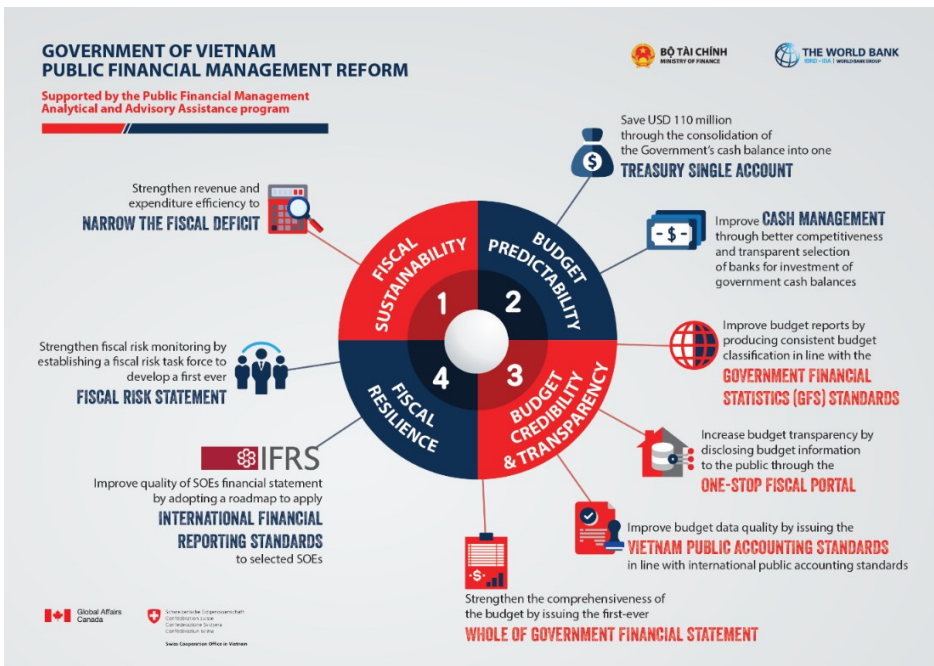 GOVERNMENT OF VIETNAM
PUBLIC FINANCIAL MANAGEMENT REFORM
Supported by the Public Financial Management
Analytical and Advisory Assistance program
BỘ TÀI CHÍNH
MINISTRY OF FINANCE
THE WORLD BANK
IBRD • IDA | WORLD BANK GROUP
Strengthen revenue and
expenditure efficiency to
NARROW THE FISCAL DEFICIT
Save USD 110 million
through the consolidation of
the Government's cash balance into one
TREASURY SINGLE ACCOUNT
$
Improve CASH MANAGEMENT
through better competitiveness
and transparent selection
of banks for investment of
government cash balances
- $ -
FISCAL
SUSTAINABILITY
1
BUDGET
PREDICTABILITY
2
BUDGET
CREDIBILITY
& TRANSPARENCY
3
FISCAL
RESILIENCE
4
Improve budget reports by
producing consistent budget
classification in line with the
GOVERNMENT FINANCIAL
STATISTICS (GFS) STANDARDS
Increase budget transparency by
disclosing budget information
to the public through the
ONE-STOP FISCAL PORTAL
Improve budget data quality by issuing the
VIETNAM PUBLIC ACCOUNTING STANDARDS
in line with international public accounting standards
·$·
Strengthen the comprehensiveness of
the budget by issuing the first-ever
WHOLE OF GOVERNMENT FINANCIAL STATEMENT
Strengthen fiscal risk monitoring by
establishing a fiscal risk task force to
develop a first ever
FISCAL RISK STATEMENT
IFRS
Improve quality of SOEs financial statement
by adopting a roadmap to apply
INTERNATIONAL FINANCIAL
REPORTING STANDARDS
to selected SOEs
Global Affairs
Canada
Schweizerische Eidgenossenschaft
Confédération suisse
Confederazione Svizzera
Confederaziun svizra
Swiss Cooperation Office in Vietnam